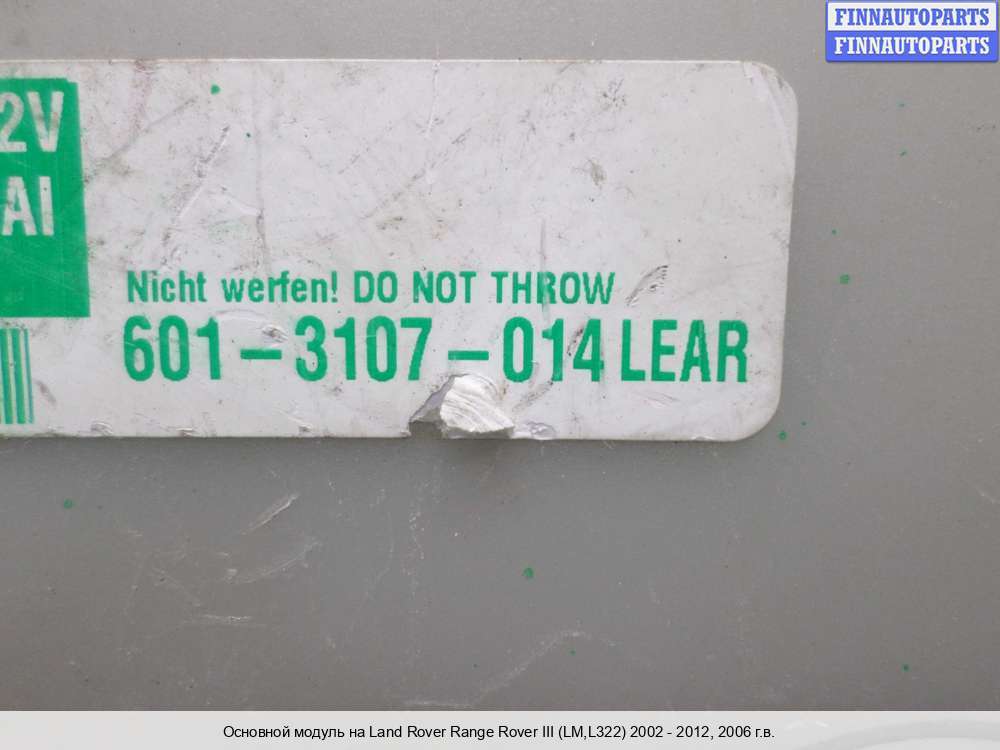 FINNAUTOPARTS
FINNAUTOPARTS
2V
AI
Nicht werfen! DO NOT THROW
601-3107-014 LEAR
Основной модуль на Land Rover Range Rover III (LM,L322) 2002 - 2012, 2006 г.в.